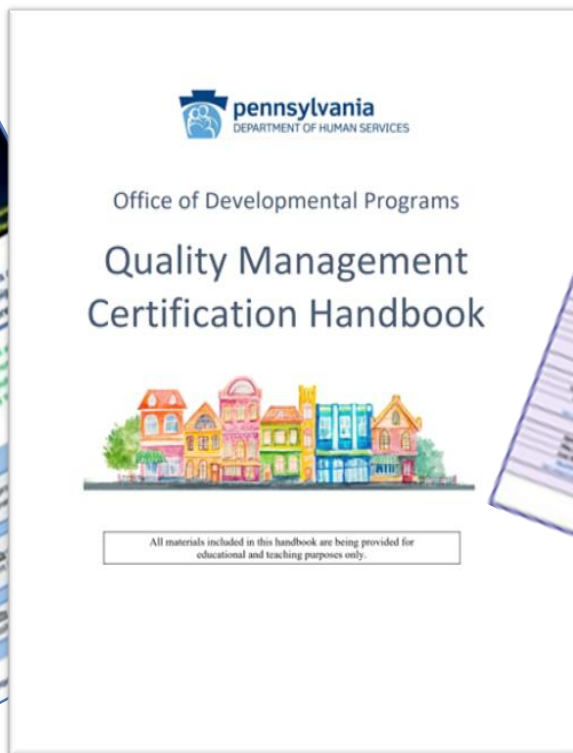 pennsylvania
DEPARTMENT OF HUMAN SERVICES
Office of Developmental Programs
Quality Management
Certification Handbook
All materials included in this handbook are being provided for
educational and teaching purposes only.